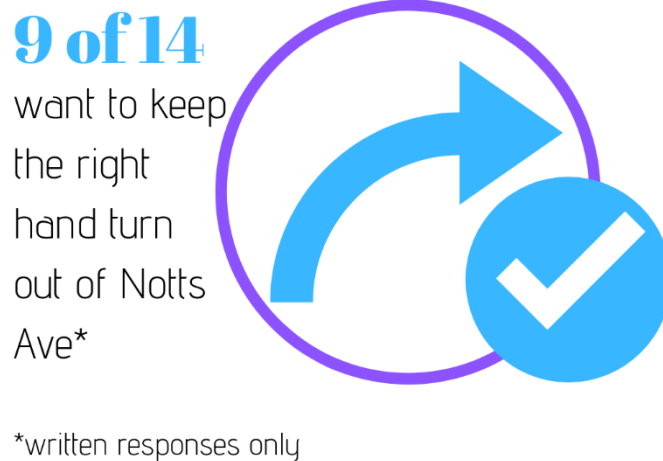 9 of 14
want to keep
the right
hand turn
out of Notts
Ave*
*written responses only